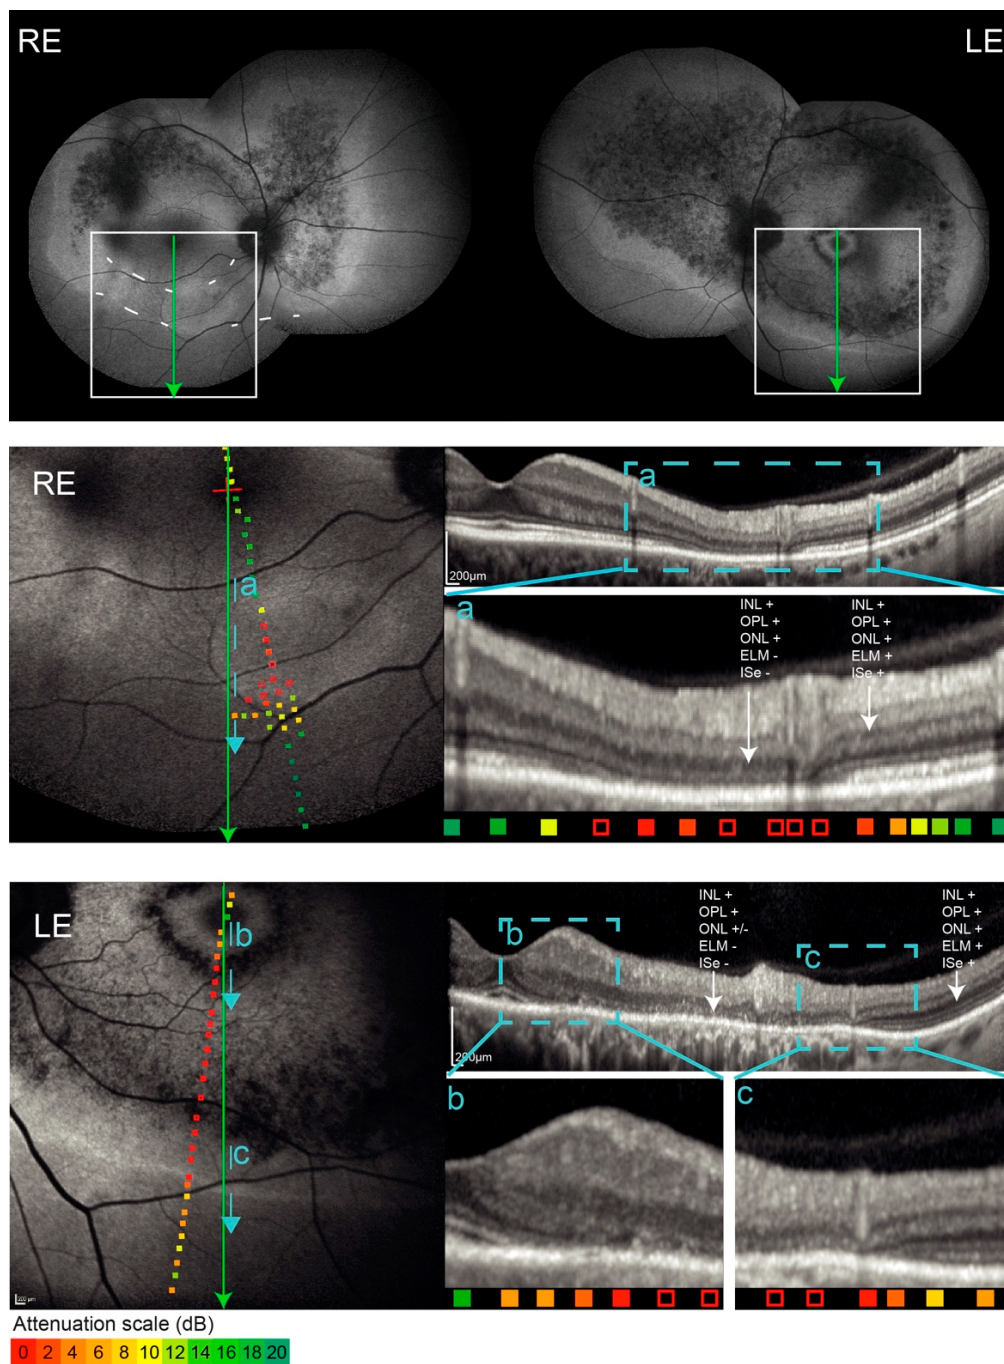 RE
LE
RE
a
a
200µm
a
INL +
OPL +
ONL +
ELM -
ISe -
INL +
OPL +
ONL +
ELM +
ISe +
LE
b
c
200 µm
b
c
INL +
OPL +
ONL +/-
ELM -
ISe -
INL +
OPL +
ONL +
ELM +
ISe +
200µm
b
c
Attenuation scale (dB)
0 2 4 6 8 10 12 14 16 18 20